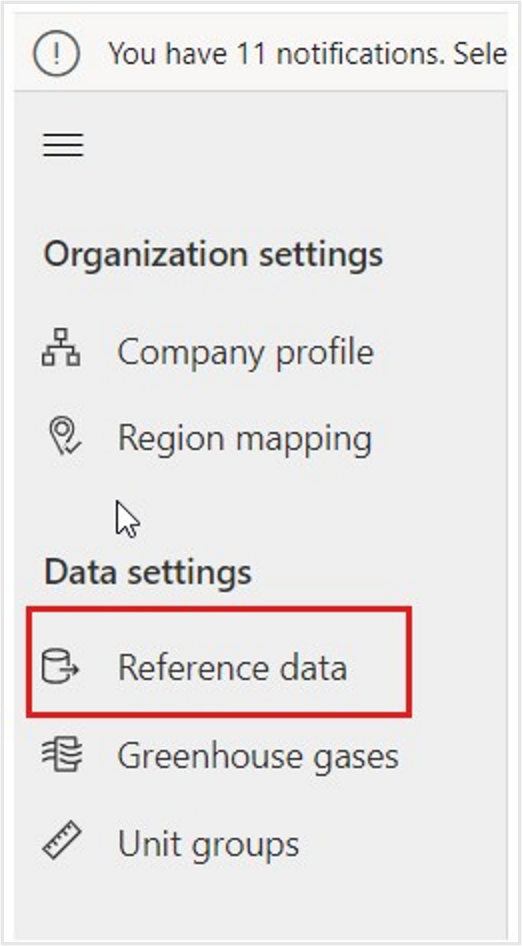 You have 11 notifications. Sele
Organization settings
Company profile
Region mapping
Data settings
Reference data
Greenhouse gases
Unit groups